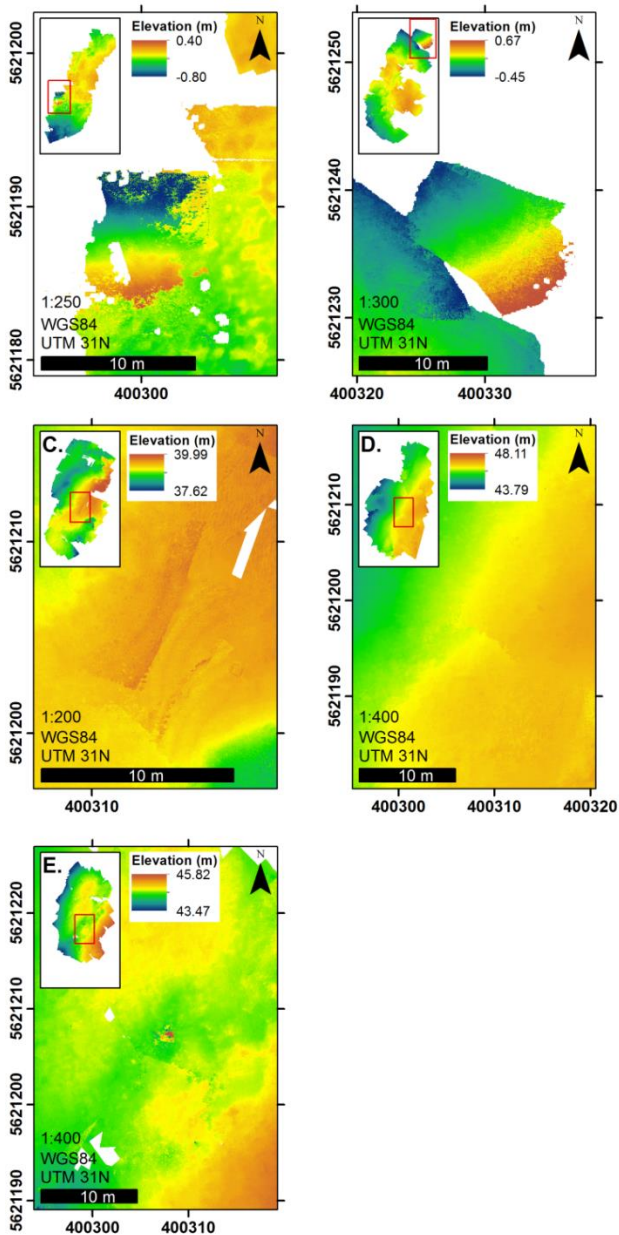 Elevation (m)
0.40
-0.80
N
5621200
5621190
5621180
1:250
WGS84
UTM 31N
10 m
400300
Elevation (m)
0.67
-0.45
N
5621250
5621240
5621230
1:300
WGS84
UTM 31N
10 m
400320
400330
C.
Elevation (m)
39.99
37.62
N
5621210
5621200
1:200
WGS84
UTM 31N
10 m
400310
D.
Elevation (m)
48.11
43.79
N
5621210
5621200
5621190
1:400
WGS84
UTM 31N
10 m
400300
400310
400320
E.
Elevation (m)
45.82
43.47
N
5621220
5621210
5621200
5621190
1:400
WGS84
UTM 31N
10 m
400300
400310